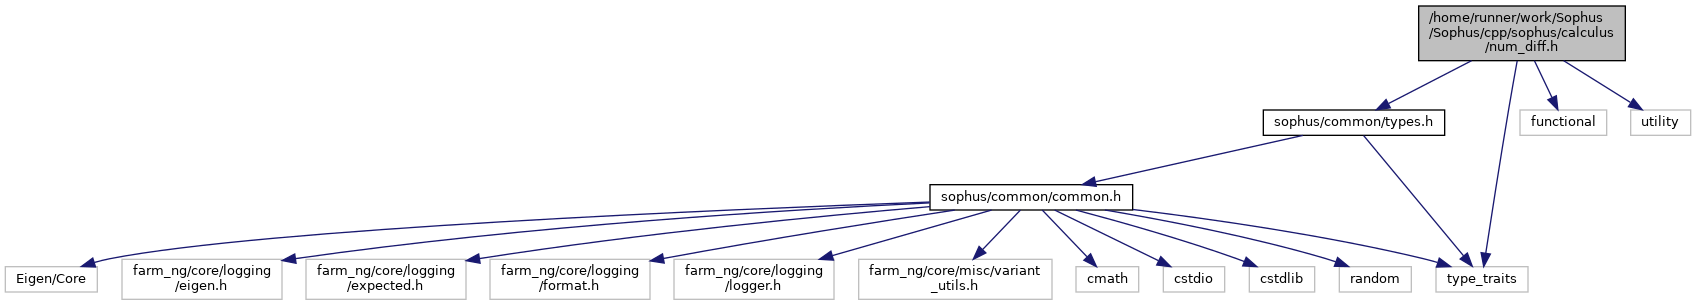 /home/runner/work/Sophus
/Sophus/cpp/sophus/calculus
/num_diff.h
sophus/common/types.h
functional
utility
sophus/common/common.h
Eigen/Core
farm_ng/core/logging
/eigen.h
farm_ng/core/logging
/expected.h
farm_ng/core/logging
/format.h
farm_ng/core/logging
/logger.h
farm_ng/core/misc/variant
_utils.h
cmath
cstdio
cstdlib
random
type_traits